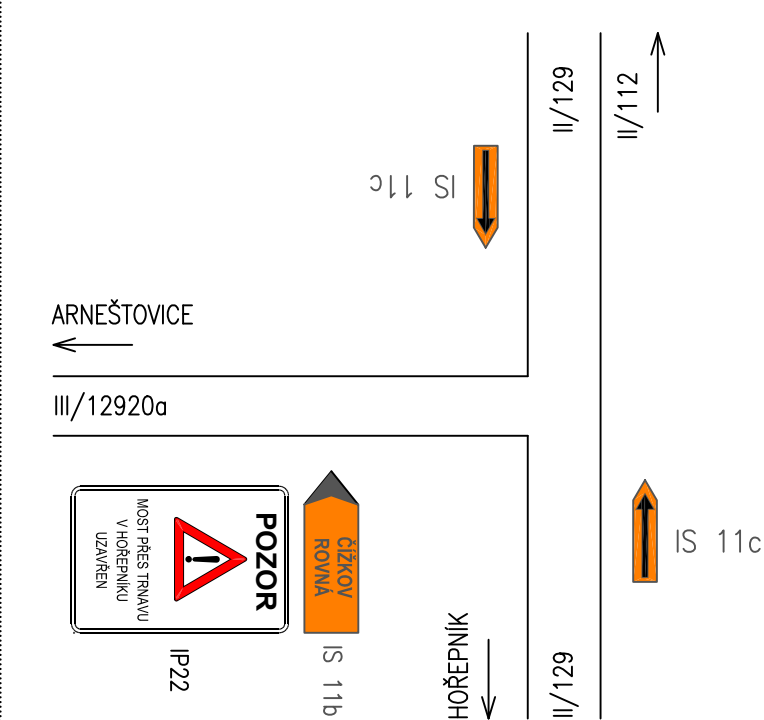 II/129
II/112
IS 11c
ARNEŠTOVICE
III/12920a
POZOR
MOST PŘES TRNAVU
V HOŘEPNÍKU
UZAVŘEN
IP22
ČÍŽKOV
ROVNÁ
IS 11b
IS 11c
HOŘEPNÍK
II/129